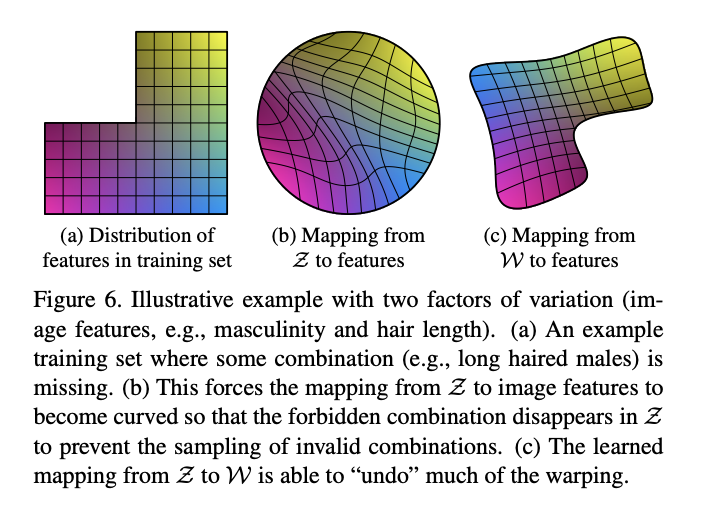 (a) Distribution of
features in training set
(b) Mapping from
𝒵 to features
(c) Mapping from
𝒲 to features
Figure 6. Illustrative example with two factors of variation (im-
age features, e.g., masculinity and hair length). (a) An example
training set where some combination (e.g., long haired males) is
missing. (b) This forces the mapping from 𝒵 to image features to
become curved so that the forbidden combination disappears in 𝒵
to prevent the sampling of invalid combinations. (c) The learned
mapping from 𝒵 to 𝒲 is able to “undo” much of the warping.